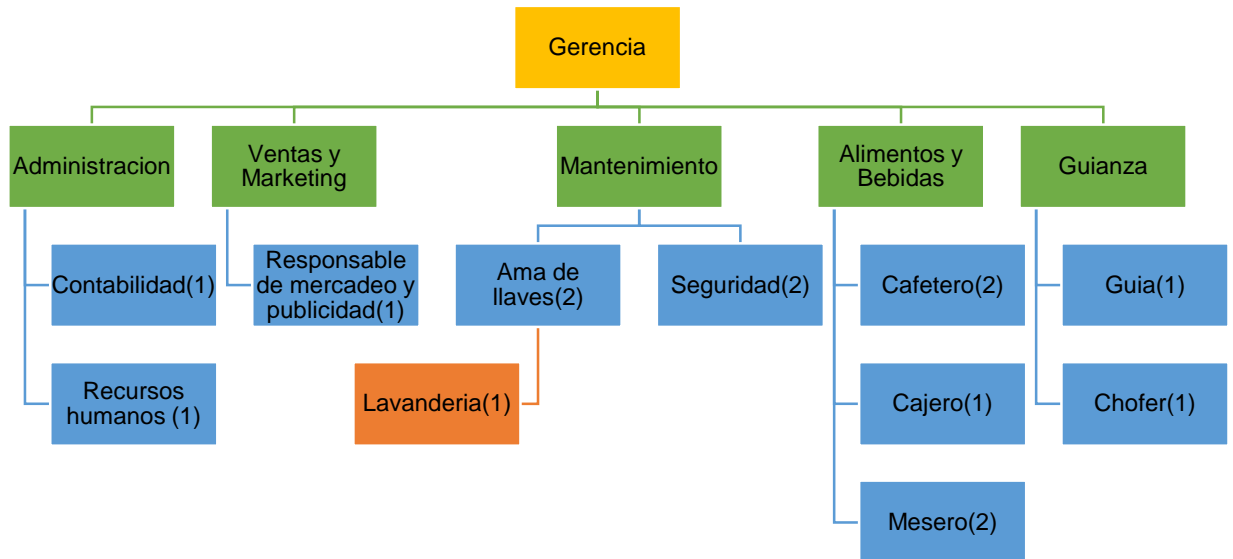 Gerencia
Administracion
Ventas y
Marketing
Mantenimiento
Alimentos y
Bebidas
Guianza
Contabilidad(1)
Responsable
de mercadeo y
publicidad(1)
Ama de
llaves(2)
Seguridad(2)
Cafetero(2)
Guia(1)
Recursos
humanos (1)
Lavanderia(1)
Cajero(1)
Chofer(1)
Mesero(2)